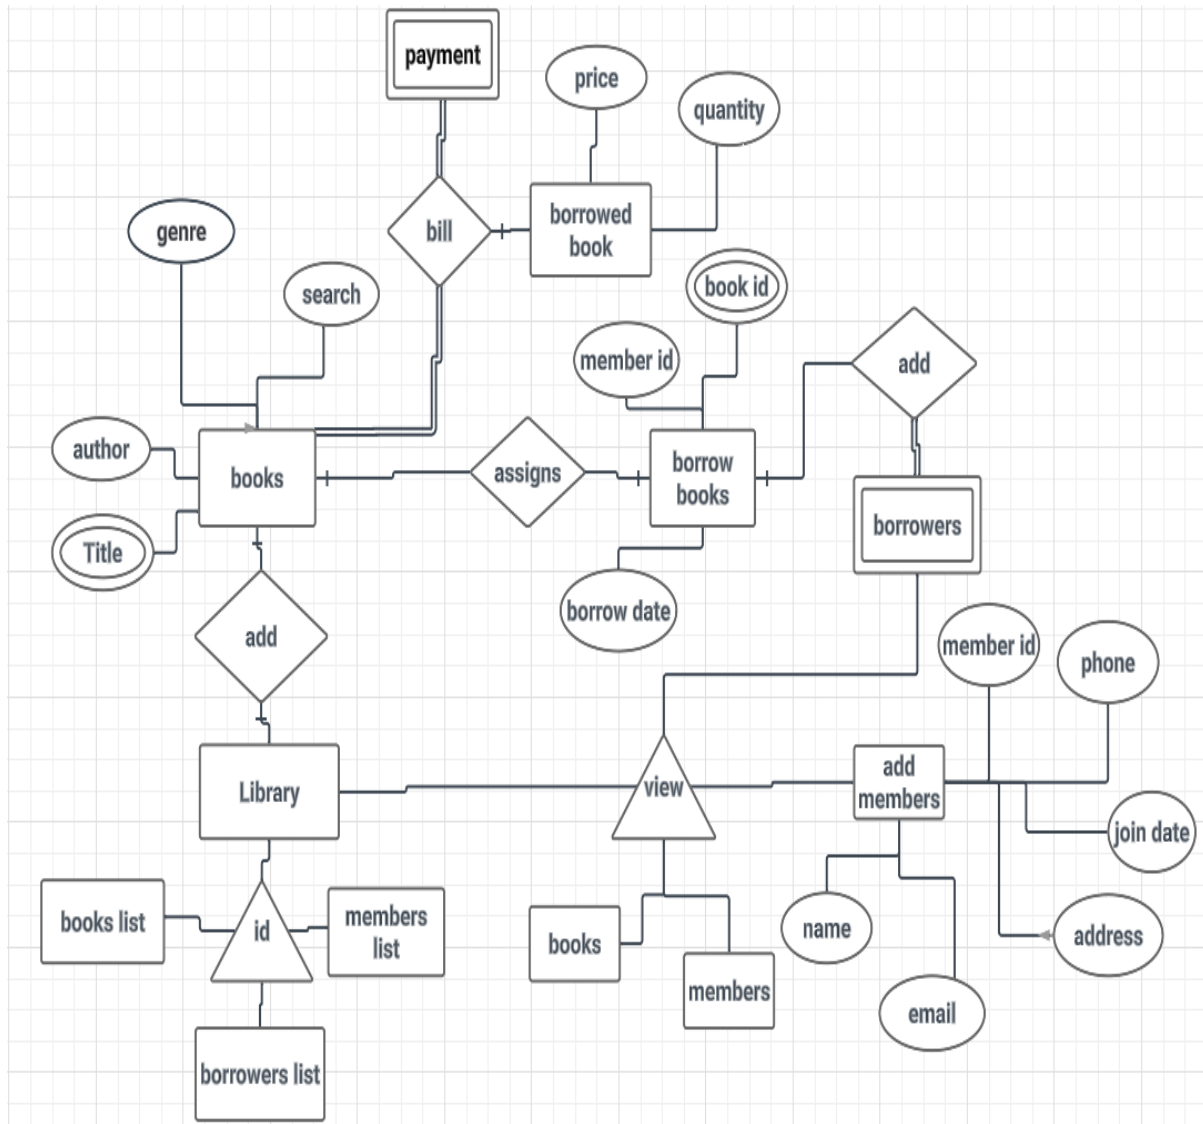 payment
price
quantity
bill
borrowed
book
genre
search
book id
member id
add
author
books
assigns
borrow
books
borrowers
Title
borrow date
add
member id
phone
Library
view
add
members
join date
books list
id
members
list
books
members
name
address
email
borrowers list